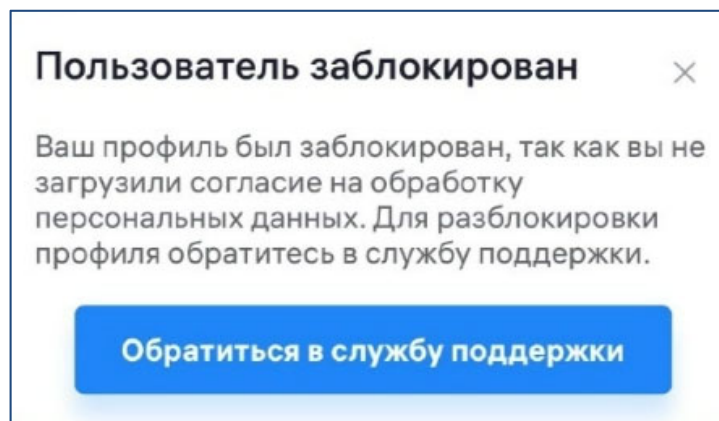 Пользователь заблокирован
Ваш профиль был заблокирован, так как вы не
загрузили согласие на обработку
персональных данных. Для разблокировки
профиля обратитесь в службу поддержки.
Обратиться в службу поддержки